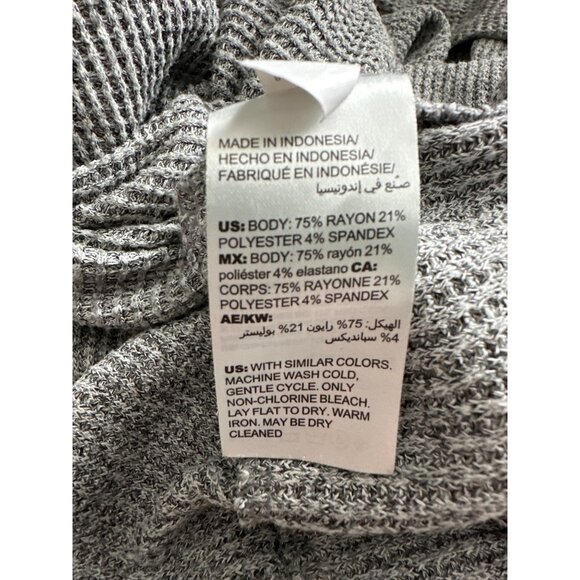 MADE IN INDONESIA/
HECHO EN INDONESIA/
FABRIQUÉ EN INDONÉSIE/
صنع في إندونيسيا
US: BODY: 75% RAYON 21%
POLYESTER 4% SPANDEX
MX: BODY: 75% rayón 21%
poliéster 4% elastano CA:
CORPS: 75% RAYONNE 21%
POLYESTER 4% SPANDEX
AE/KW:
الهيكل: 75% رايون 21% بوليستر
4% سباندیکس
US: WITH SIMILAR COLORS.
MACHINE WASH COLD,
GENTLE CYCLE. ONLY
NON-CHLORINE BLEACH,
LAY FLAT TO DRY. WARM
IRON. MAY BE DRY
CLEANED